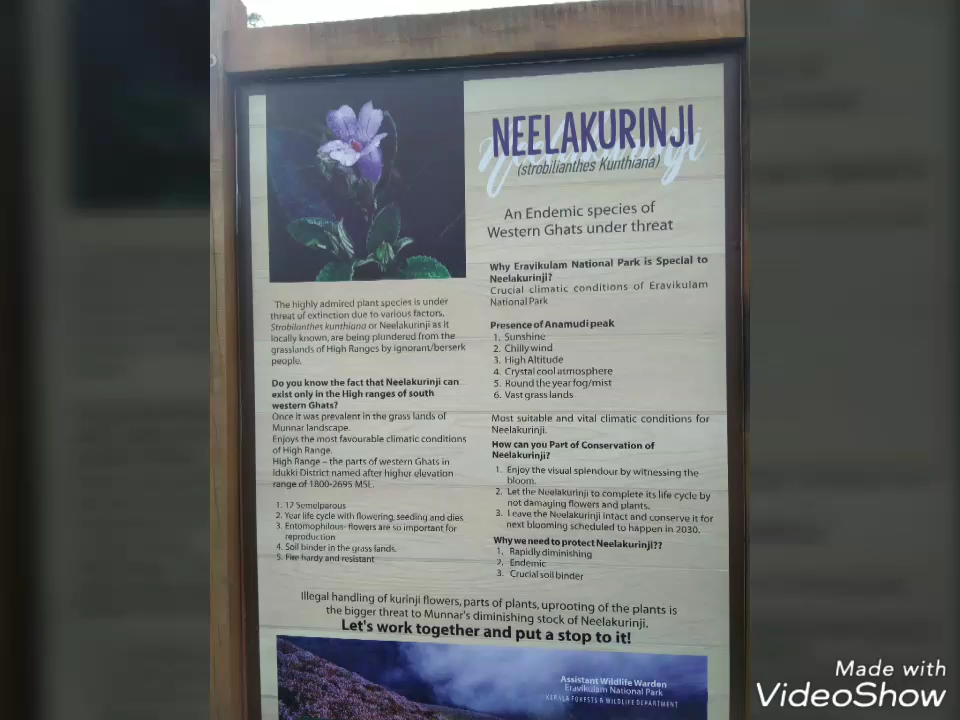 NEELAKURINJI
(strobilianthes Kunthiana)
An Endemic species of
Western Ghats under threat
The highly admired plant species is under
threat of extinction due to various factors.
Strobilanthes kunthiana or Neelakurinji as it
locally known, are being plundered from the
grasslands of High Ranges by ignorant/berserk
people.
Do you know the fact that Neelakurinji can
exist only in the High ranges of south
western Ghats?
Once it was prevalent in the grass lands of
Munnar landscape.
Enjoys the most favourable climatic conditions
of High Range.
High Range – the parts of western Ghats in
Idukki District named after higher elevation
range of 1800-2695 MSL.
1. 12 Semelparous
2. Year life cycle with flowering, seeding and dies
3. Entomophilous- flowers are so important for
reproduction
4. Soil binder in the grass lands.
5. Fire hardy and resistant
Why Eravikulam National Park is Special to
Neelakurinji?
Crucial climatic conditions of Eravikulam
National Park
Presence of Anamudi peak
1. Sunshine
2. Chilly wind
3. High Altitude
4. Crystal cool atmosphere
5. Round the year fog/mist
6. Vast grass lands
Most suitable and vital climatic conditions for
Neelakurinji.
How can you Part of Conservation of
Neelakurinji?
1. Enjoy the visual splendour by witnessing the
bloom.
2. Let the Neelakurinji to complete its life cycle by
not damaging flowers and plants.
3. Leave the Neelakurinji intact and conserve it for
next blooming scheduled to happen in 2030.
Why we need to protect Neelakurinji??
1. Rapidly diminishing
2. Endemic
3. Crucial soil binder
Illegal handling of kurinji flowers, parts of plants, uprooting of the plants is
the bigger threat to Munnar's diminishing stock of Neelakurinji.
Let's work together and put a stop to it!
Assistant Wildlife Warden
Eravikulam National Park
KERALA FORESTS & WILDLIFE DEPARTMENT
Made with
VideoShow